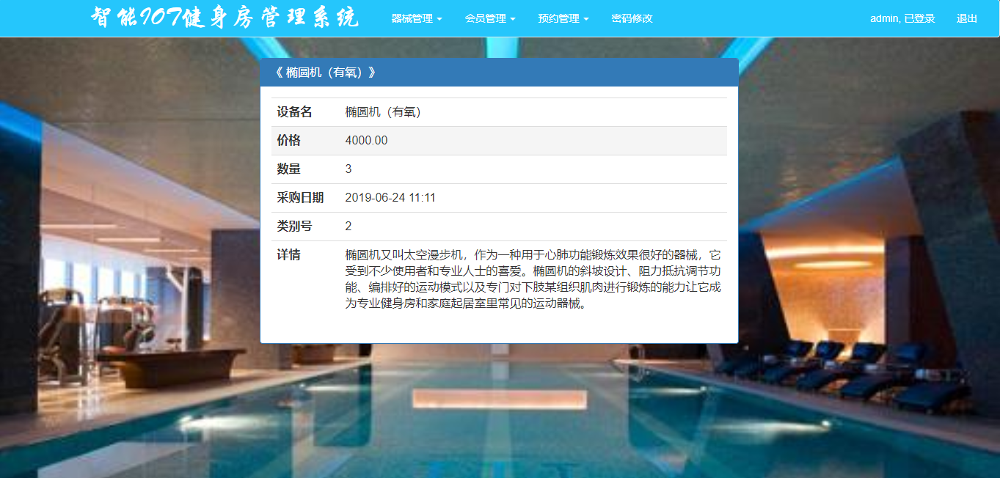 智能IOT健身房管理系统 器械管理 会员管理 预约管理 密码修改 admin, 已登录 退出
《 椭圆机（有氧）》
设备名 椭圆机（有氧）
价格 4000.00
数量 3
采购日期 2019-06-24 11:11
类别号 2
详情 椭圆机又叫太空漫步机，作为一种用于心肺功能锻炼效果很好的器械，它
受到不少使用者和专业人士的喜爱。椭圆机的斜坡设计、阻力抵抗调节功
能、编排好的运动模式以及专门对下肢某组织肌肉进行锻炼的能力让它成
为专业健身房和家庭起居室里常见的运动器械。